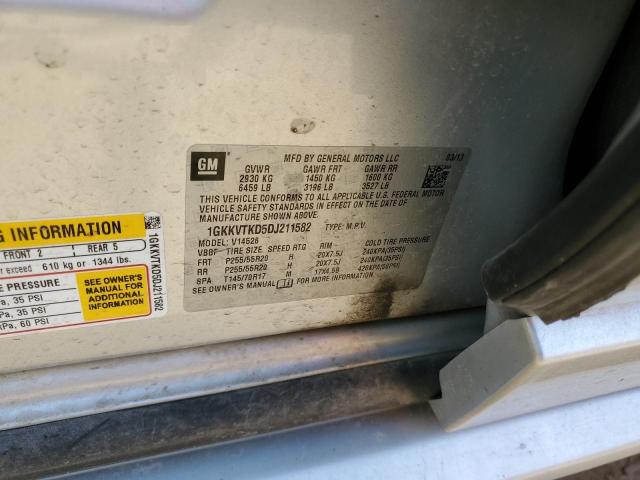 GM
MFD BY GENERAL MOTORS LLC 03/13
GVWR GAWR FRT GAWR RR
2930 KG 1450 KG 1600 KG
6459 LB 3196 LB 3527 LB
THIS VEHICLE CONFORMS TO ALL APPLICABLE U.S. FEDERAL MOTOR
VEHICLE SAFETY STANDARDS IN EFFECT ON THE DATE OF
MANUFACTURE SHOWN ABOVE.
1GKKVTKD5DJ211582 TYPE: M.P.V.
MODEL: V14526
VBBF TIRE SIZE SPEED RTG RIM COLD TIRE PRESSURE
FRT P255/55R20 H 20X7.5J 240KPA(35PSI)
RR P255/55R20 H 20X7.5J 240KPA(35PSI)
SPA T145/70R17 M 17X4.5B 420KPA(60PSI)
SEE OWNER'S MANUAL FOR MORE INFORMATION.
G INFORMATION
FRONT 2 REAR 5
exceed 610 kg or 1344 lbs.
E PRESSURE
Pa, 35 PSI
Pa, 35 PSI
Pa, 60 PSI
SEE OWNER'S
MANUAL FOR
ADDITIONAL
INFORMATION
1GKKVTKD5DJ211582